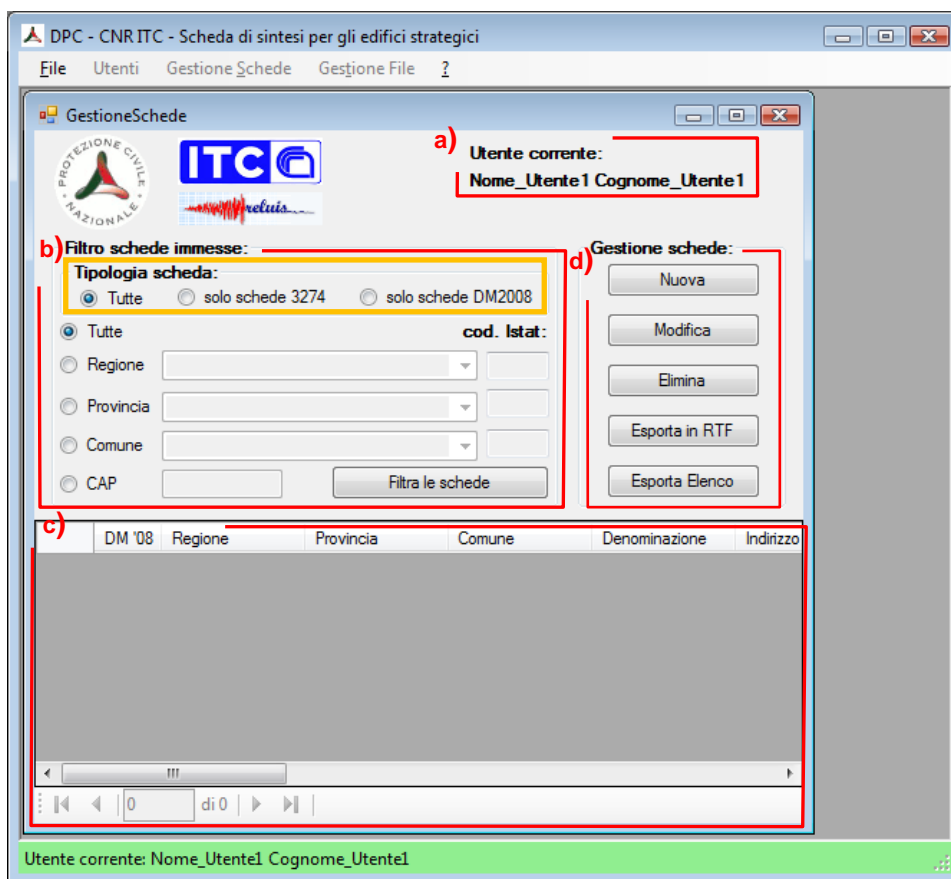 DPC - CNR ITC - Scheda di sintesi per gli edifici strategici
File Utenti Gestione Schede Gestione File ?
GestioneSchede
PROTEZIONE CIVILE
NAZIONALE
ITC
reluis
a)
Utente corrente:
Nome_Utente1 Cognome_Utente1
b) Filtro schede immesse:
Tipologia scheda:
Tutte solo schede 3274 solo schede DM2008
Tutte cod. Istat:
Regione
Provincia
Comune
CAP Filtra le schede
d) Gestione schede:
Nuova
Modifica
Elimina
Esporta in RTF
Esporta Elenco
c)
DM '08 Regione Provincia Comune Denominazione Indirizzo
0 di 0
Utente corrente: Nome_Utente1 Cognome_Utente1